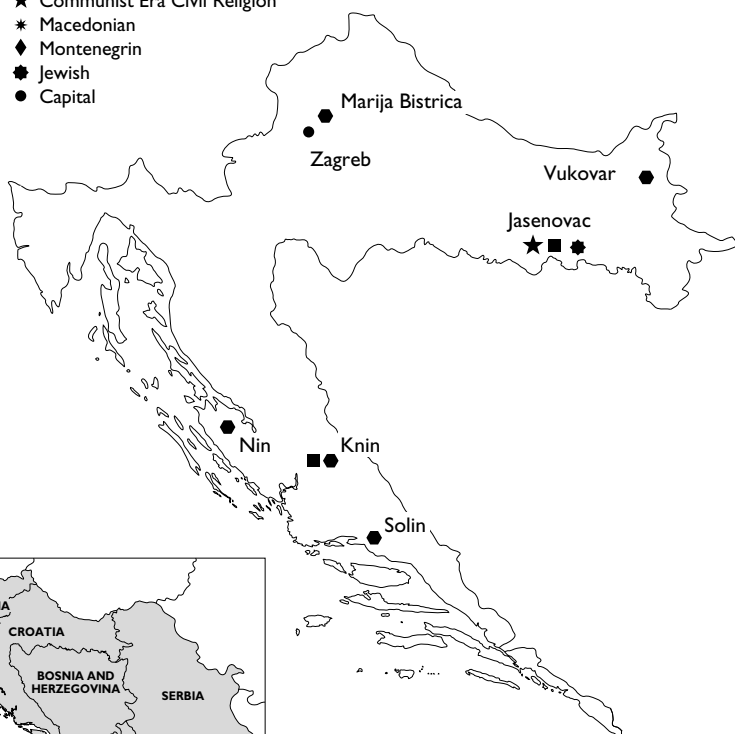 Communist Era Civil Religion
Macedonian
Montenegrin
Jewish
Capital
Marija Bistrica
Zagreb
Vukovar
Jasenovac
Nin
Knin
Solin
IA
CROATIA
BOSNIA AND
HERZEGOVINA
SERBIA